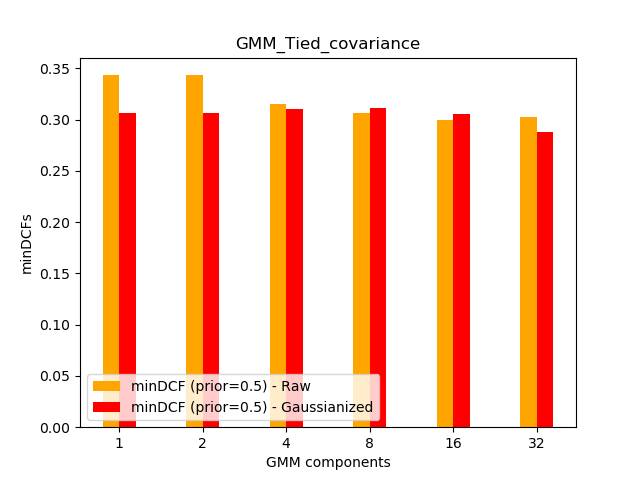 GMM_Tied_covariance
minDCFs
0.35
0.30
0.25
0.20
0.15
0.10
0.05
0.00
minDCF (prior=0.5) - Raw
minDCF (prior=0.5) - Gaussianized
1 2 4 8 16 32
GMM components